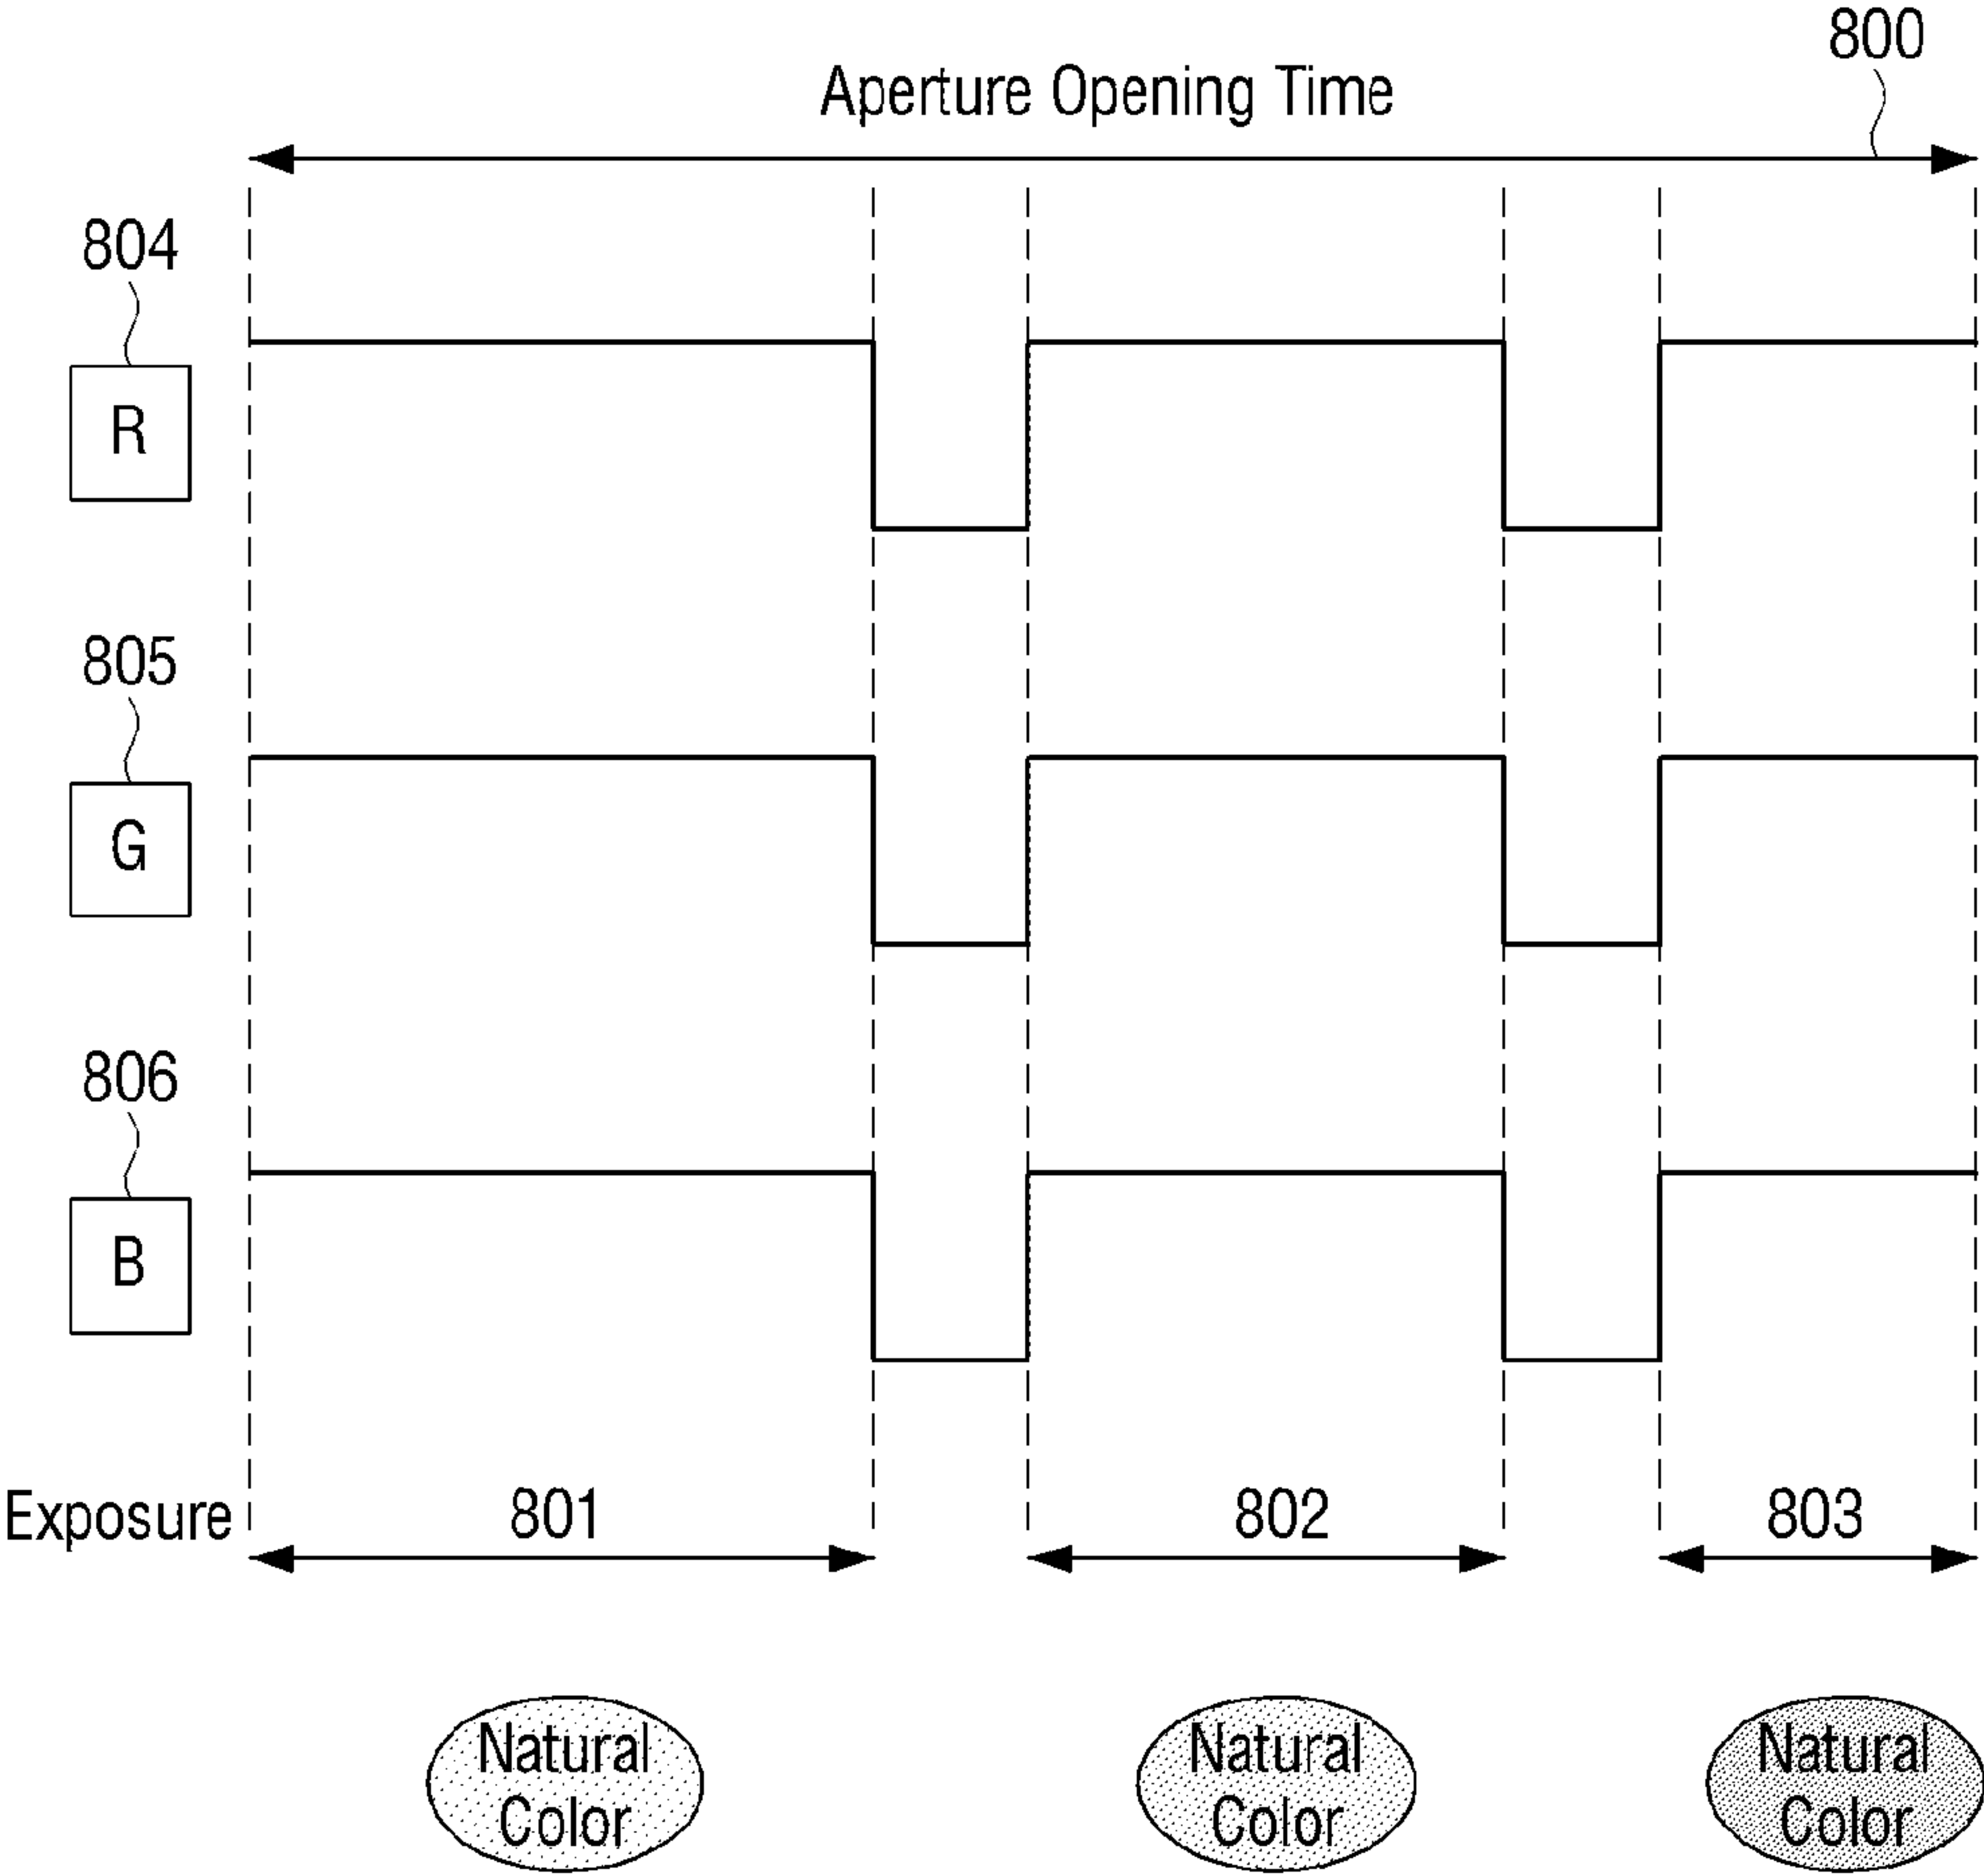 800
Aperture Opening Time
804
R
805
G
806
B
Exposure 801 802 803
Natural Color
Natural Color
Natural Color